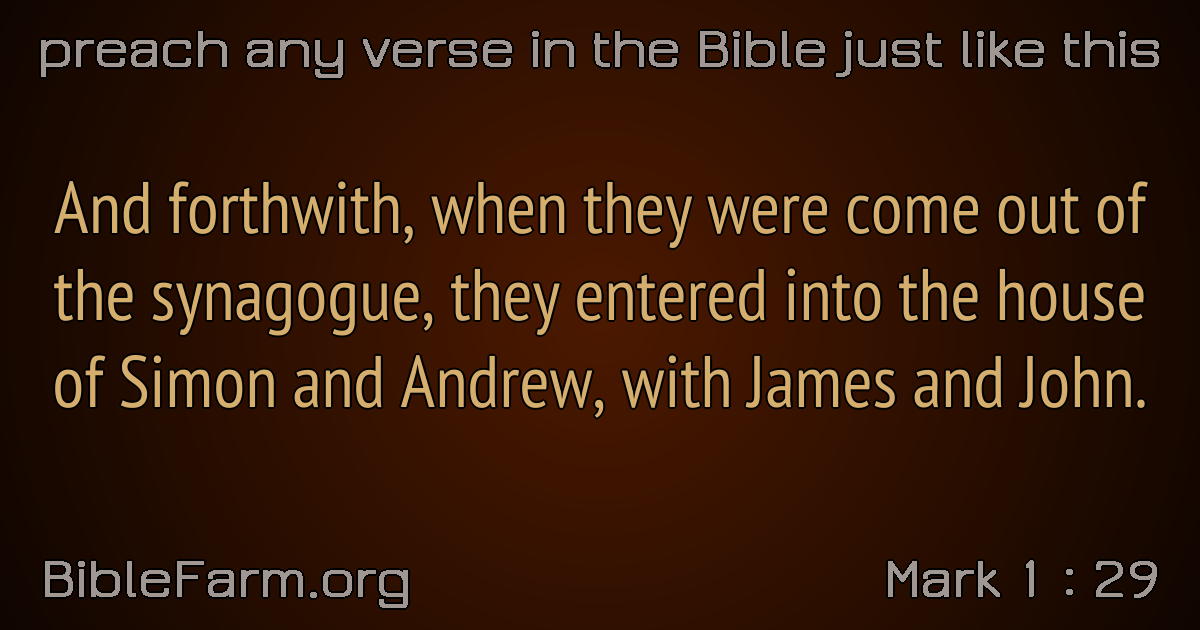 preach any verse in the Bible just like this
And forthwith, when they were come out of
the synagogue, they entered into the house
of Simon and Andrew, with James and John.
BibleFarm.org
Mark 1 : 29